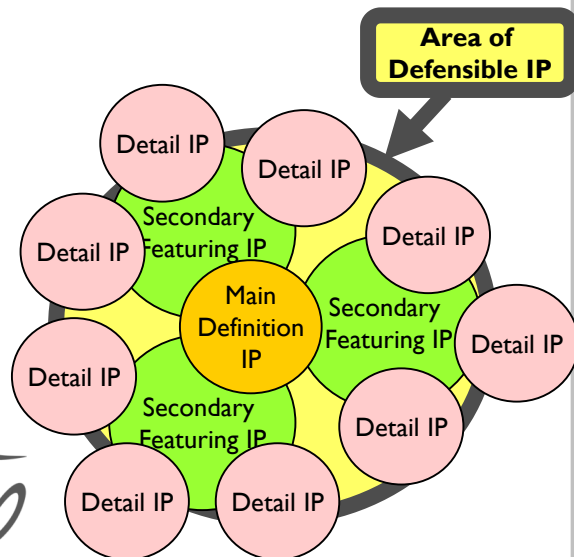 Area of
Defensible IP
Detail IP
Detail IP
Secondary
Featuring IP
Detail IP
Detail IP
Main
Definition
IP
Secondary
Featuring IP
Detail IP
Detail IP
Secondary
Featuring IP
Detail IP
Detail IP
Detail IP